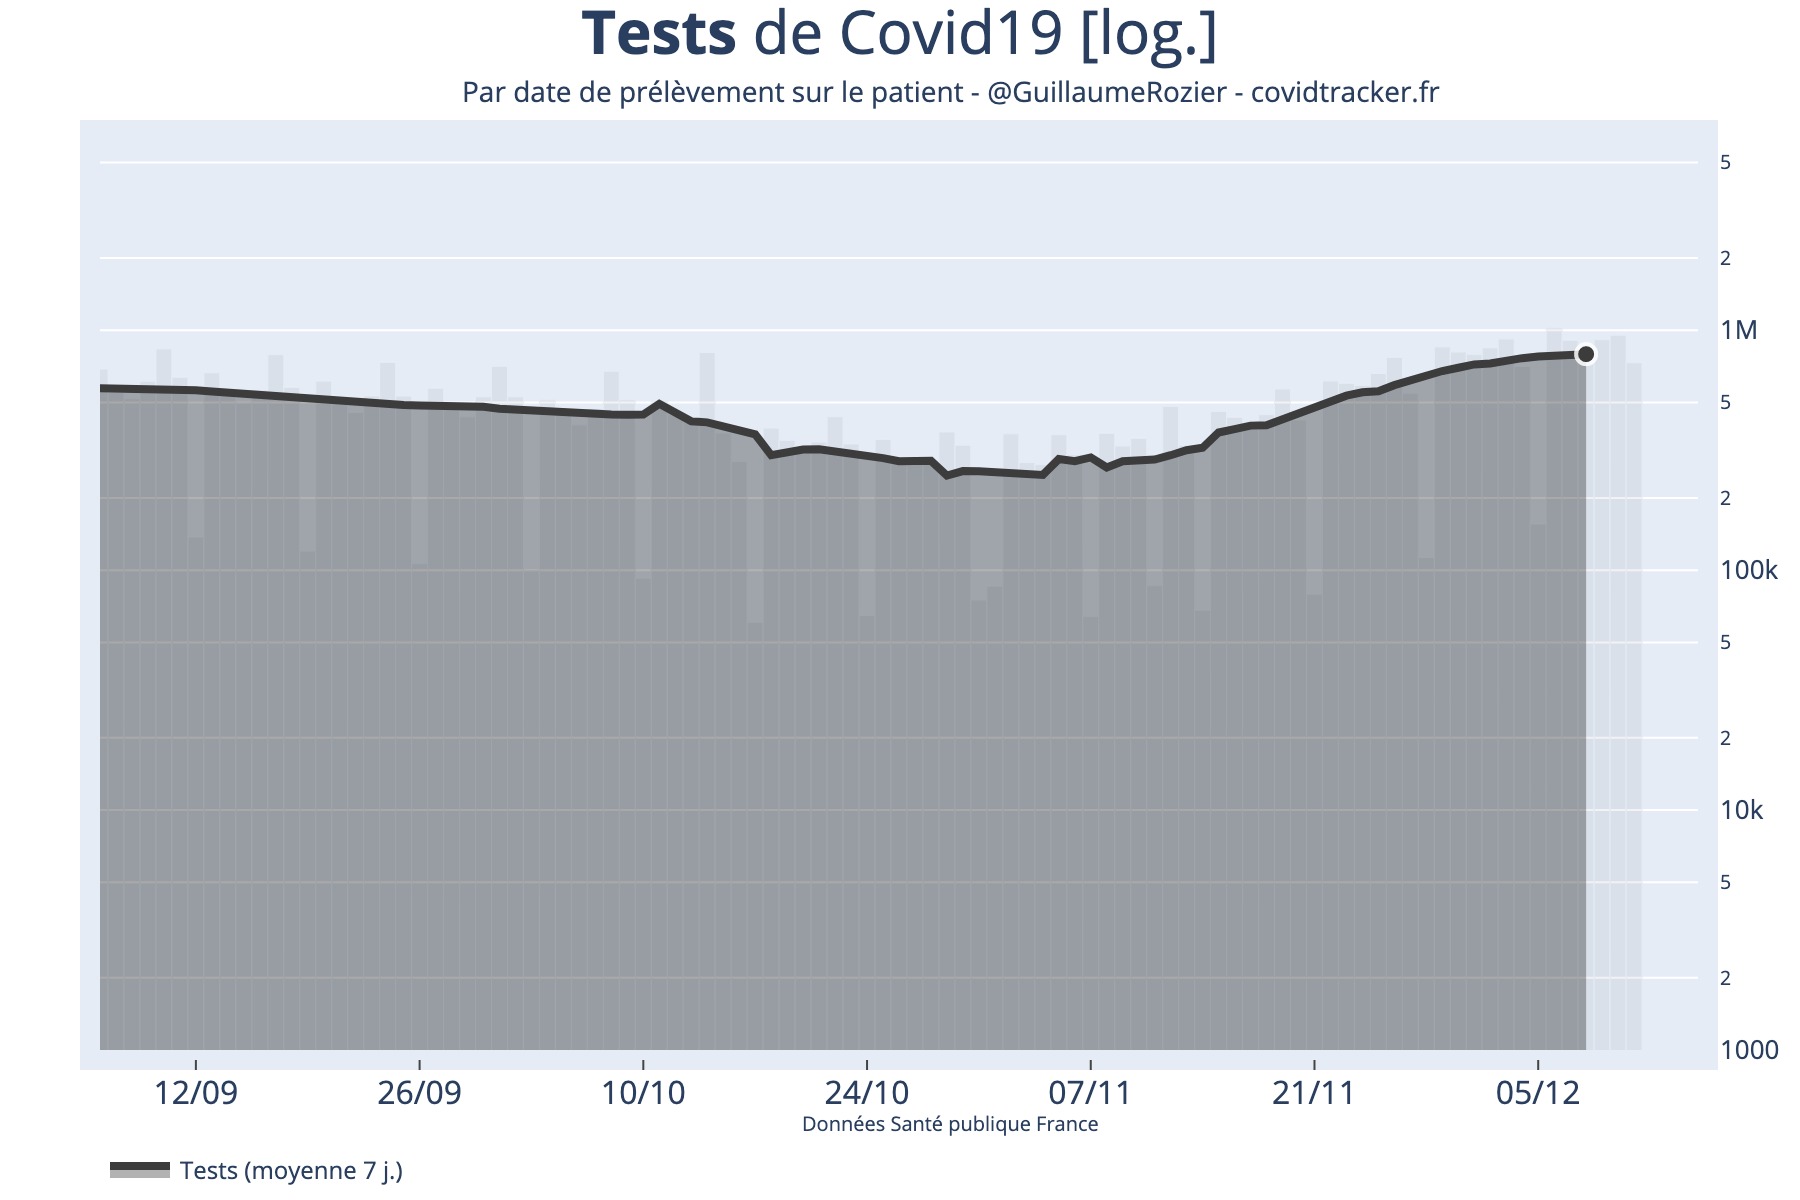 Tests de Covid19 [log.]
Par date de prélèvement sur le patient - @GuillaumeRozier - covidtracker.fr
5
2
1M
5
2
100k
5
2
10k
5
2
1000
12/09 26/09 10/10 24/10 07/11 21/11 05/12
Données Santé publique France
Tests (moyenne 7 j.)